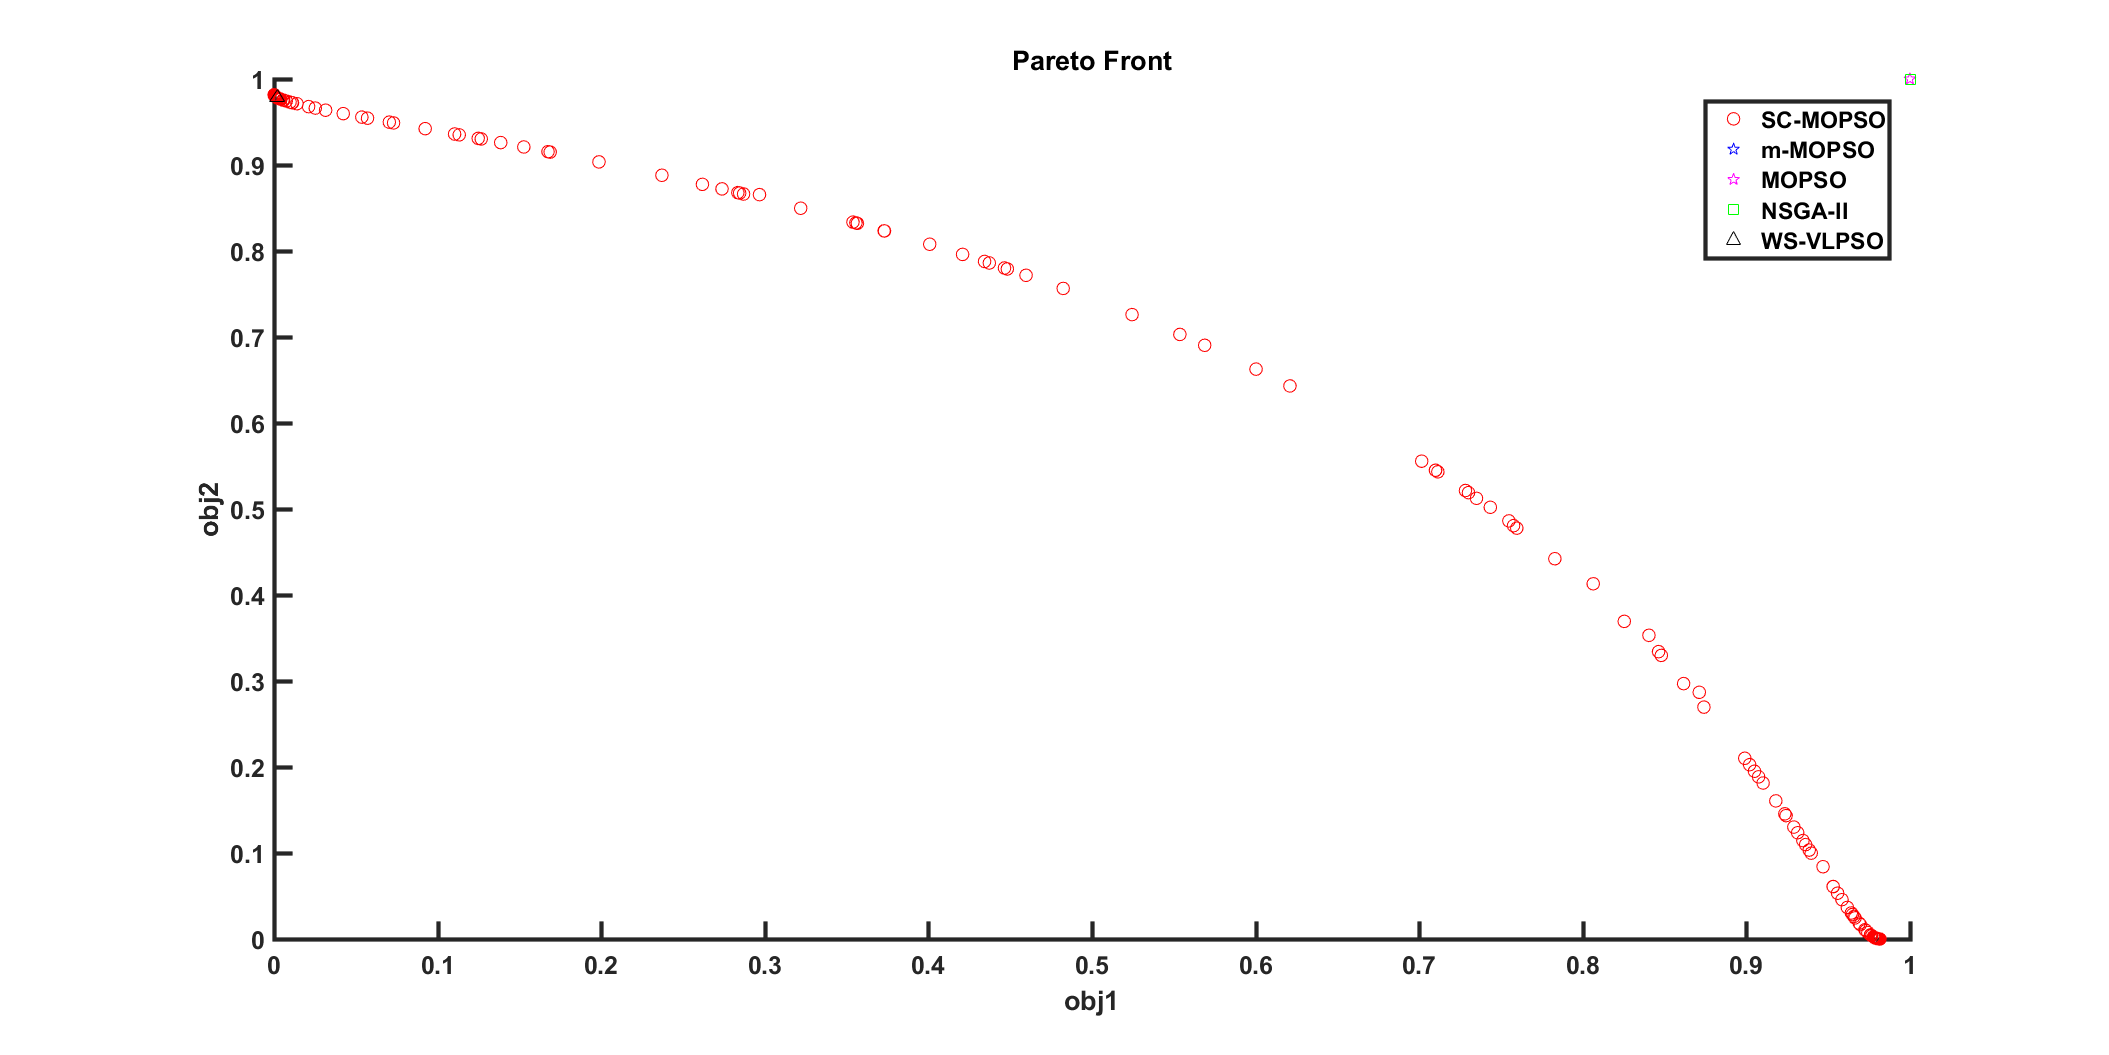 Pareto Front
1
0.9
0.8
0.7
0.6
0.5
0.4
0.3
0.2
0.1
0
obj2
SC-MOPSO
m-MOPSO
MOPSO
NSGA-II
WS-VLPSO
0 0.1 0.2 0.3 0.4 0.5 0.6 0.7 0.8 0.9 1
obj1